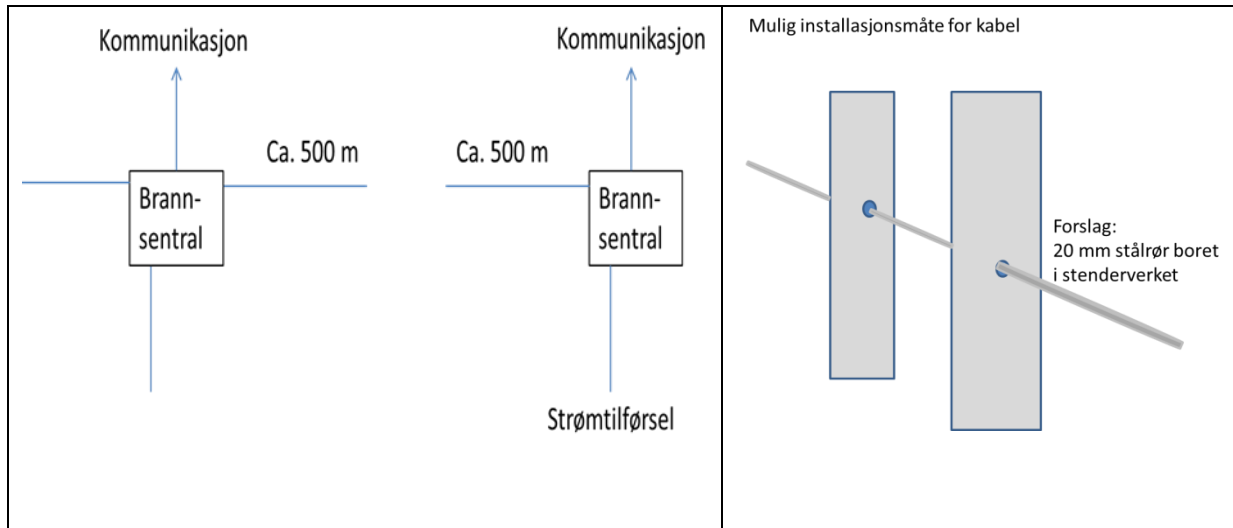 Kommunikasjon
Ca. 500 m
Brann-
sentral
Kommunikasjon
Ca. 500 m
Brann-
sentral
Strømtilførsel
Mulig installasjonsmåte for kabel
Forslag:
20 mm stålrør boret
i stenderverket